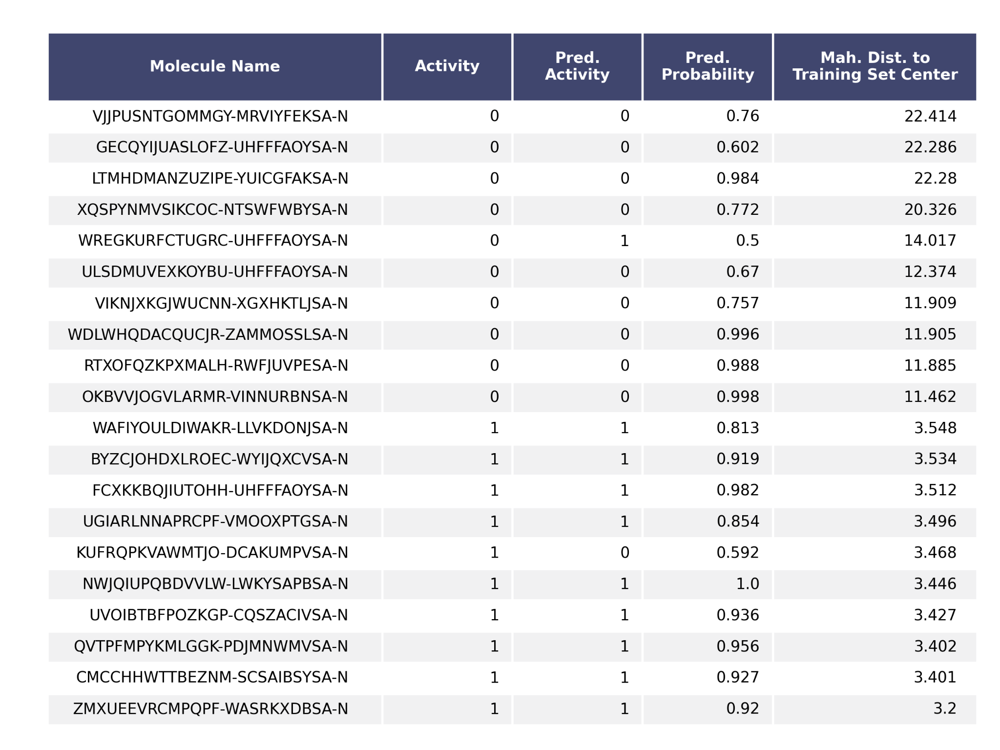 Molecule Name Activity Pred. Activity Pred. Probability Mah. Dist. to Training Set Center
VJJPUSNTGOMMGY-MRVIYFEKSA-N 0 0 0.76 22.414
GECQYIJUASLOFZ-UHFFFAOYSA-N 0 0 0.602 22.286
LTMHDMANZUZIPE-YUICGFAKSA-N 0 0 0.984 22.28
XQSPYNMVSIKCOC-NTSWFWBYSA-N 0 0 0.772 20.326
WREGKURFCTUGRC-UHFFFAOYSA-N 0 1 0.5 14.017
ULSDMUVEXKOYBU-UHFFFAOYSA-N 0 0 0.67 12.374
VIKNJXKGJWUCNN-XGXHKTLJSA-N 0 0 0.757 11.909
WDLWHQDACQUCJR-ZAMMOSSLSA-N 0 0 0.996 11.905
RTXOFQZKPXMALH-RWFJUVPESA-N 0 0 0.988 11.885
OKBVVJOGVLARMR-VINNURBNSA-N 0 0 0.998 11.462
WAFIYOULDIWAKR-LLVKDONJSA-N 1 1 0.813 3.548
BYZCJOHDXLROEC-WYIJQXCVSA-N 1 1 0.919 3.534
FCXKKBQJIUTOHH-UHFFFAOYSA-N 1 1 0.982 3.512
UGIARLNNAPRCPF-VMOOXPTGSA-N 1 1 0.854 3.496
KUFRQPKVAWMTJO-DCAKUMPVSA-N 1 0 0.592 3.468
NWJQIUPQBDVVLW-LWKYSAPBSA-N 1 1 1.0 3.446
UVOIBTBFPOZKGP-CQSZACIVSA-N 1 1 0.936 3.427
QVTPFMPYKMLGGK-PDJMNWMVSA-N 1 1 0.956 3.402
CMCCHHWTTBEZNM-SCSAIBSYSA-N 1 1 0.927 3.401
ZMXUEEVRCMPQPF-WASRKXDBSA-N 1 1 0.92 3.2